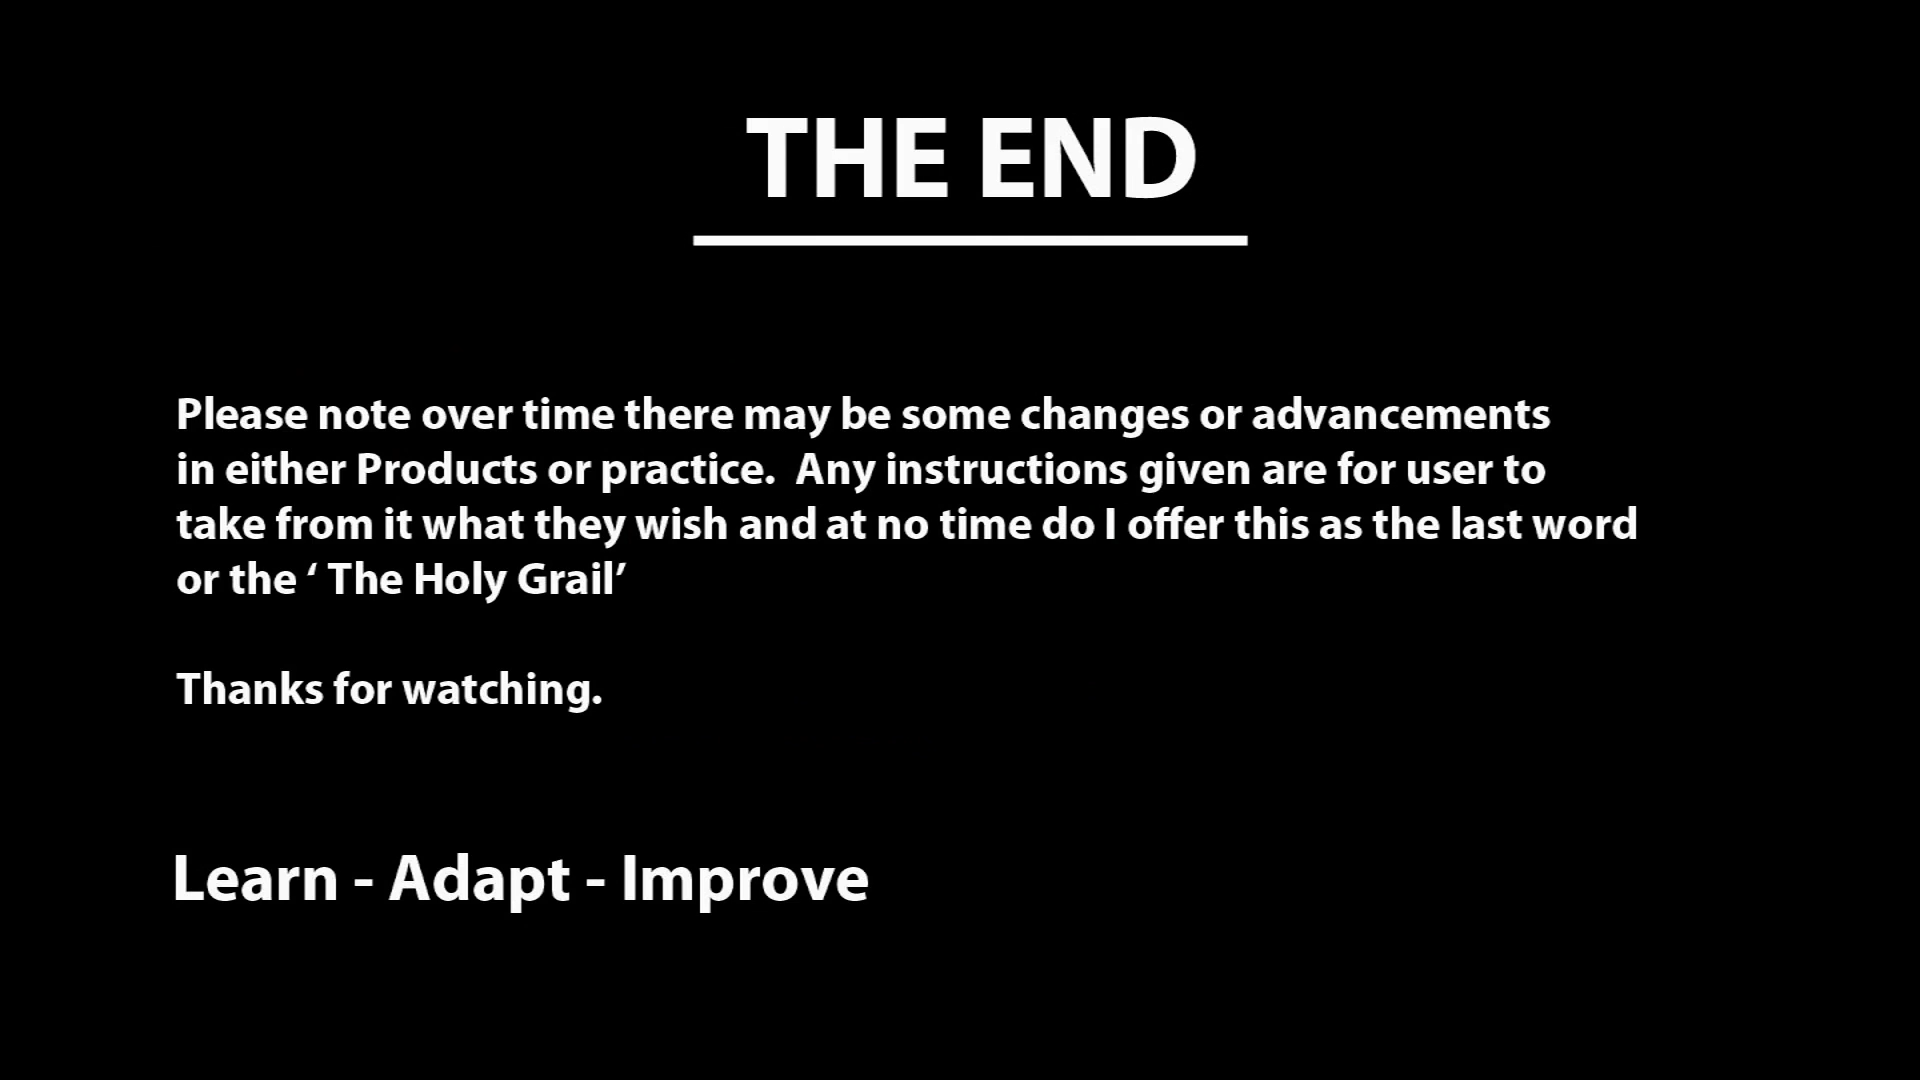 THE END
Please note over time there may be some changes or advancements
in either Products or practice.  Any instructions given are for user to
take from it what they wish and at no time do I offer this as the last word
or the ‘ The Holy Grail’
Thanks for watching.
Learn - Adapt - Improve